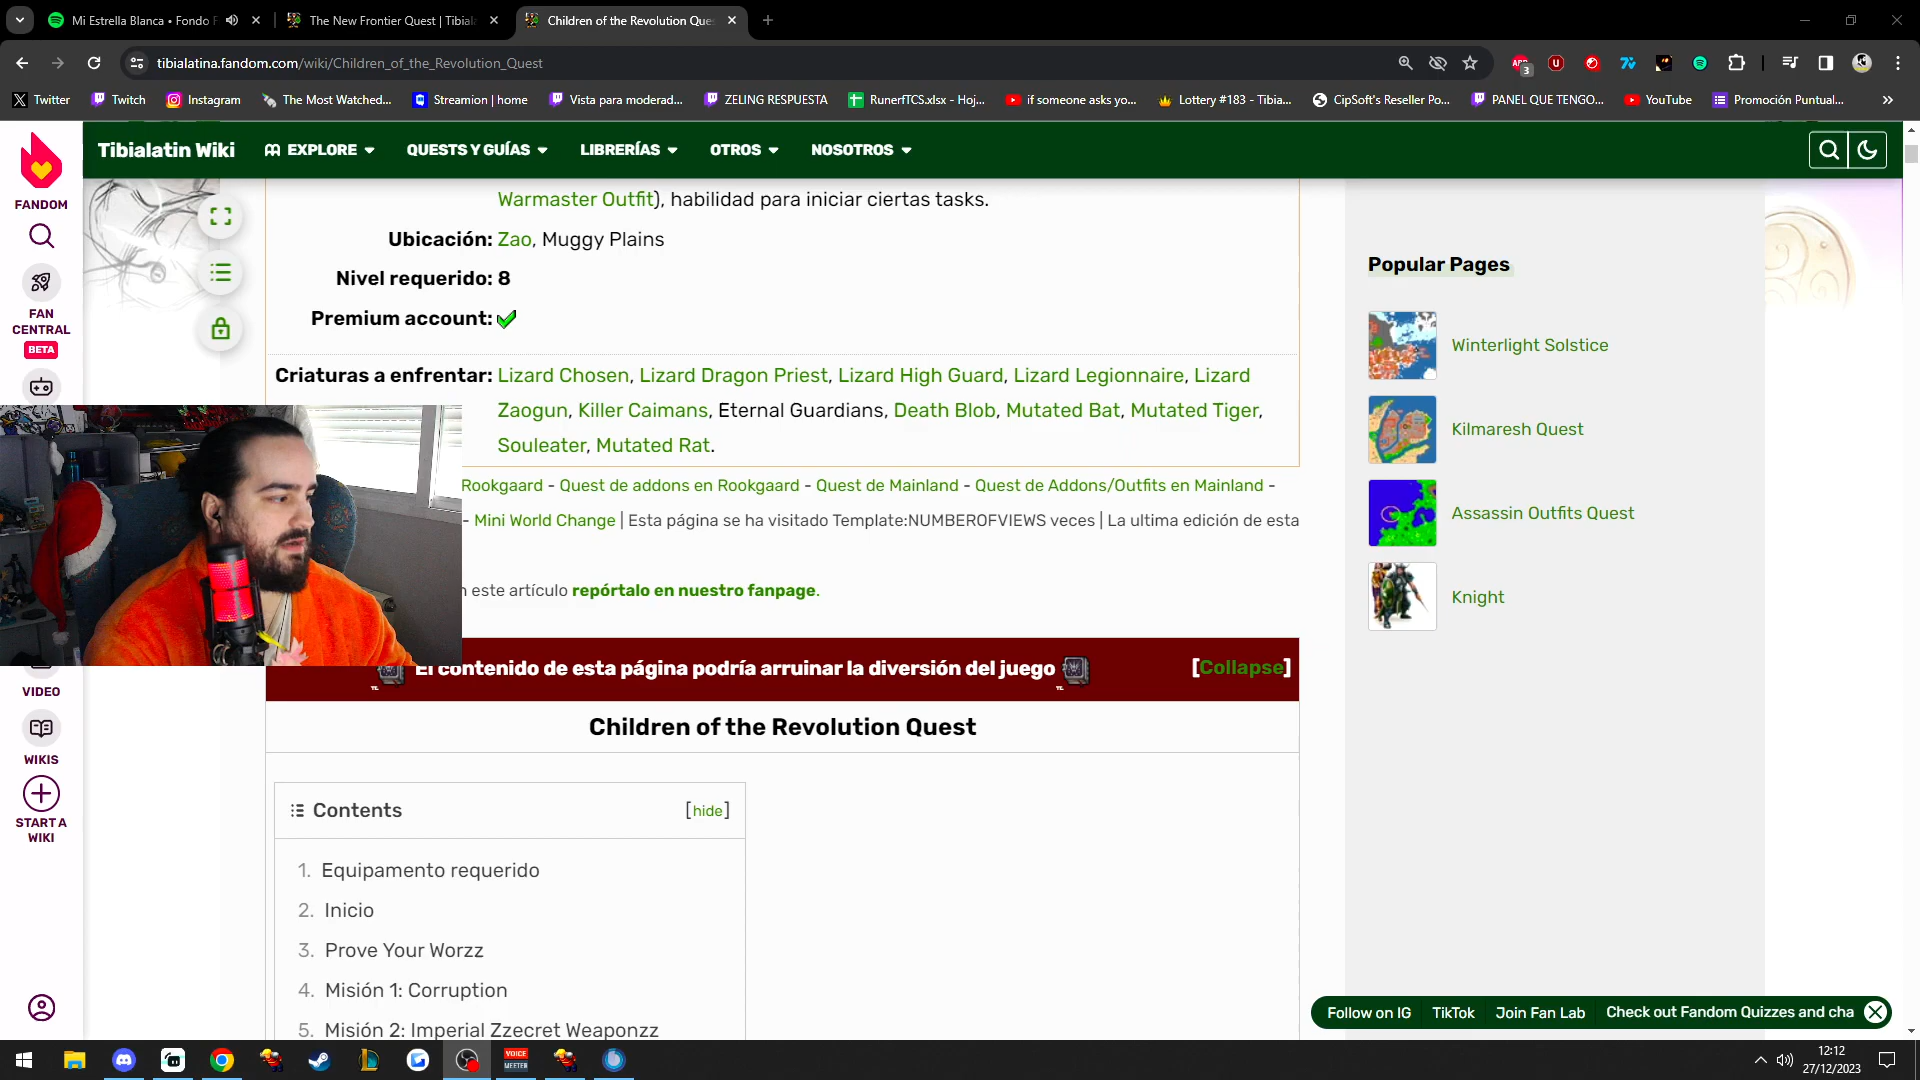 Mi Estrella Blanca • Fondo F
The New Frontier Quest | Tibiala
Children of the Revolution Que
tibialatina.fandom.com/wiki/Children_of_the_Revolution_Quest
3
Twitter
Twitch
Instagram
The Most Watched...
Streamion | home
Vista para moderad...
ZELING RESPUESTA
RunerfTCS.xlsx - Hoj...
if someone asks yo...
Lottery #183 - Tibia...
CipSoft's Reseller Po...
PANEL QUE TENGO...
YouTube
Promoción Puntual...
Tibialatin Wiki
EXPLORE
QUESTS Y GUÍAS
LIBRERÍAS
OTROS
NOSOTROS
FANDOM
FAN
CENTRAL
BETA
VIDEO
WIKIS
START A
WIKI
Warmaster Outfit), habilidad para iniciar ciertas tasks.
Ubicación: Zao, Muggy Plains
Nivel requerido: 8
Premium account:
Criaturas a enfrentar: Lizard Chosen, Lizard Dragon Priest, Lizard High Guard, Lizard Legionnaire, Lizard
Zaogun, Killer Caimans, Eternal Guardians, Death Blob, Mutated Bat, Mutated Tiger,
Souleater, Mutated Rat.
Rookgaard - Quest de addons en Rookgaard - Quest de Mainland - Quest de Addons/Outfits en Mainland -
- Mini World Change | Esta página se ha visitado Template:NUMBEROFVIEWS veces | La ultima edición de esta
n este artículo repórtalo en nuestro fanpage.
El contenido de esta página podría arruinar la diversión del juego
[Collapse]
Children of the Revolution Quest
Contents [hide]
1. Equipamento requerido
2. Inicio
3. Prove Your Worzz
4. Misión 1: Corruption
5. Misión 2: Imperial Zzecret Weaponzz
Popular Pages
Winterlight Solstice
Kilmaresh Quest
Assassin Outfits Quest
Knight
Follow on IG
TikTok
Join Fan Lab
Check out Fandom Quizzes and cha
VOICE
MEETER
12:12
27/12/2023